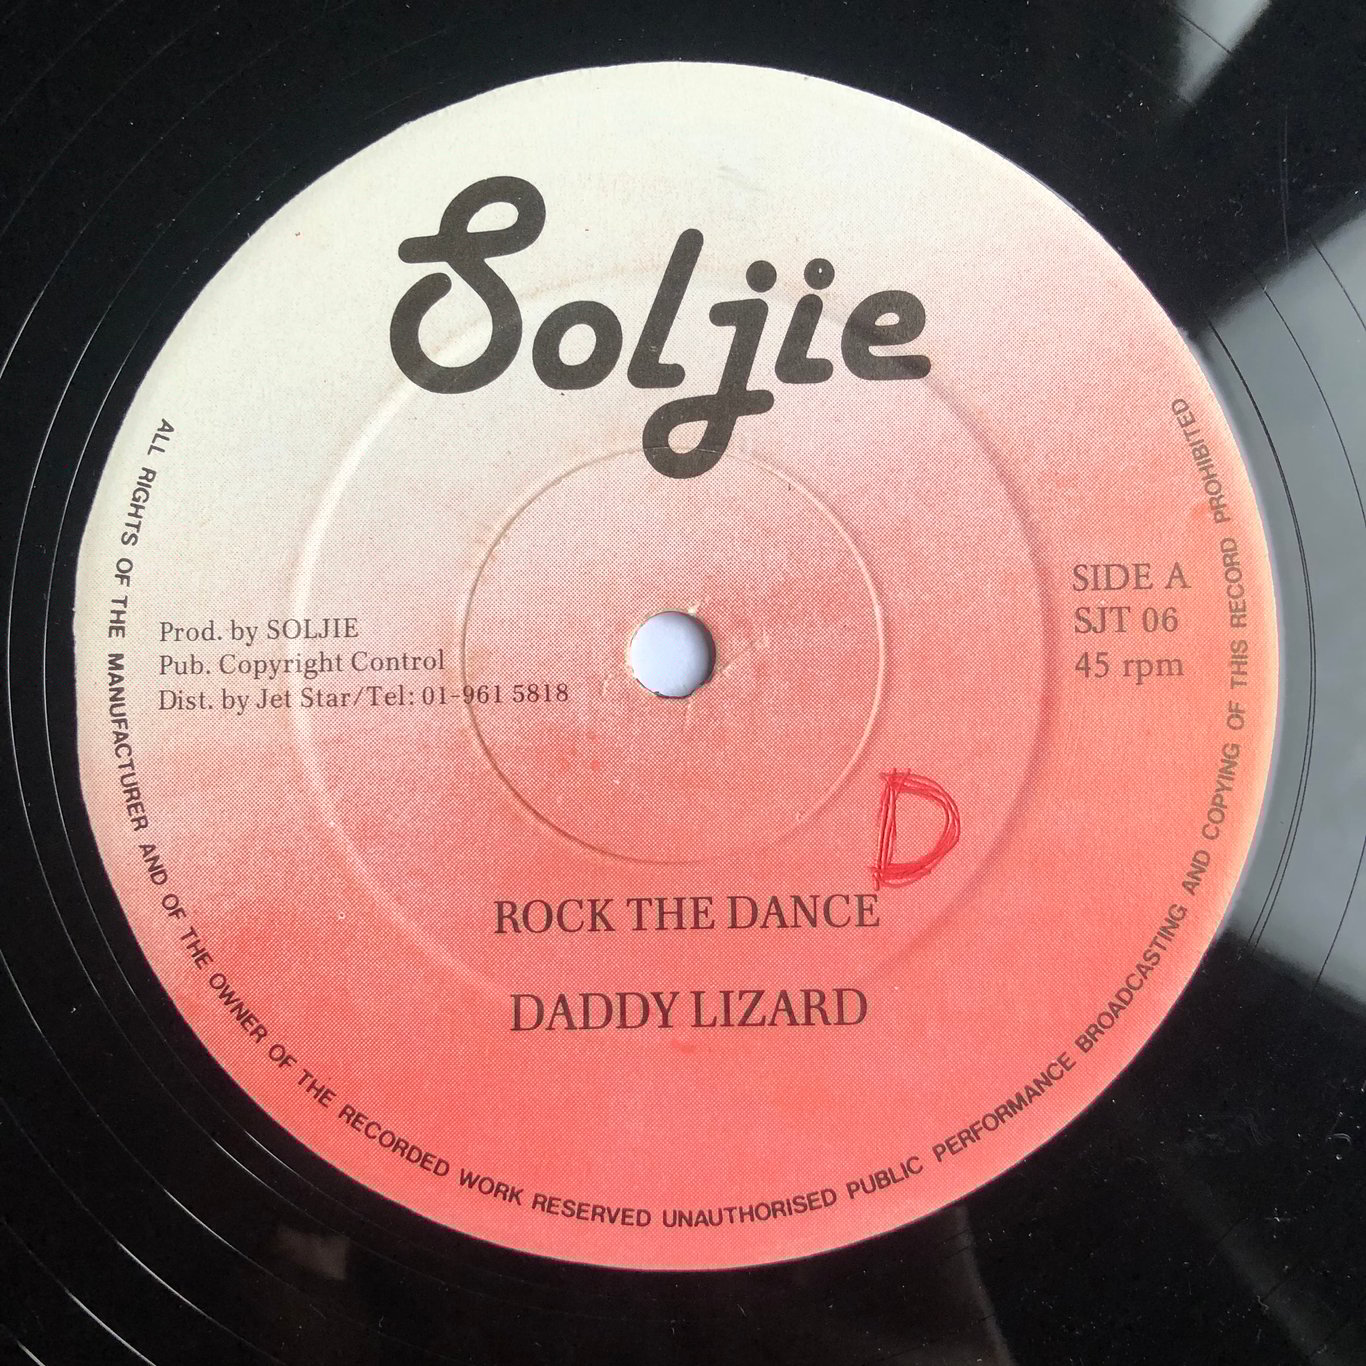 Soljie
Prod. by SOLJIE
Pub. Copyright Control
Dist. by Jet Star/Tel: 01-961 5818
SIDE A
SJT 06
45 rpm
D
ROCK THE DANCE
DADDY LIZARD
ALL RIGHTS OF THE MANUFACTURER AND OF THE OWNER OF THE RECORDED WORK RESERVED UNAUTHORISED PUBLIC PERFORMANCE BROADCASTING AND COPYING OF THIS RECORD PROHIBITED